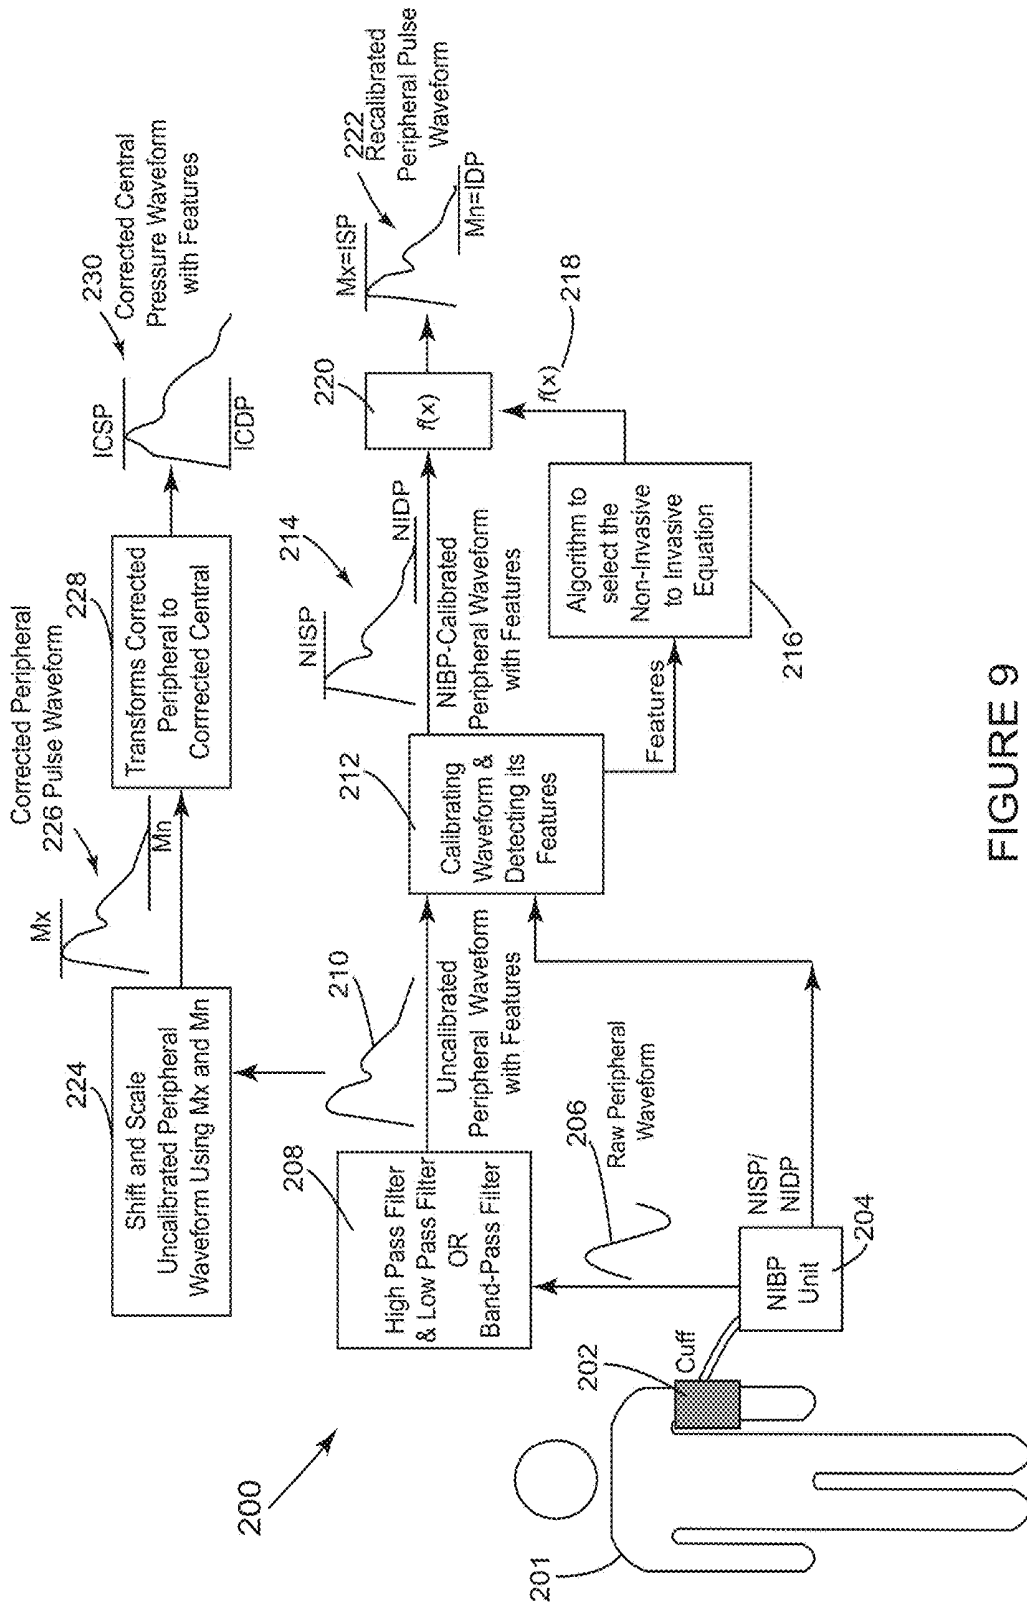 Corrected Peripheral
226 Pulse Waveform
Mx
Mn
224
Shift and Scale
Uncalibrated Peripheral
Waveform Using Mx and Mn
228
Transforms Corrected
Peripheral to
Corrrected Central
ICSP
ICDP
230
Corrected Central
Pressure Waveform
with Features
200
208
High Pass Filter
& Low Pass Filter
OR
Band-Pass Filter
210
Uncalibrated
Peripheral Waveform
with Features
212
Calibrating
Waveform &
Detecting its
Features
NISP
NIDP
214
NIBP-Calibrated
Peripheral Waveform
with Features
220
f(x)
Mx=ISP
Mn=IDP
222
Recalibrated
Peripheral Pulse
Waveform
f(x)
218
Features
Algorithm to
select the
Non-Invasive
to Invasive
Equation
216
206
Raw Peripheral
Waveform
201
202
Cuff
NIBP
Unit
204
NISP/
NIDP
FIGURE 9